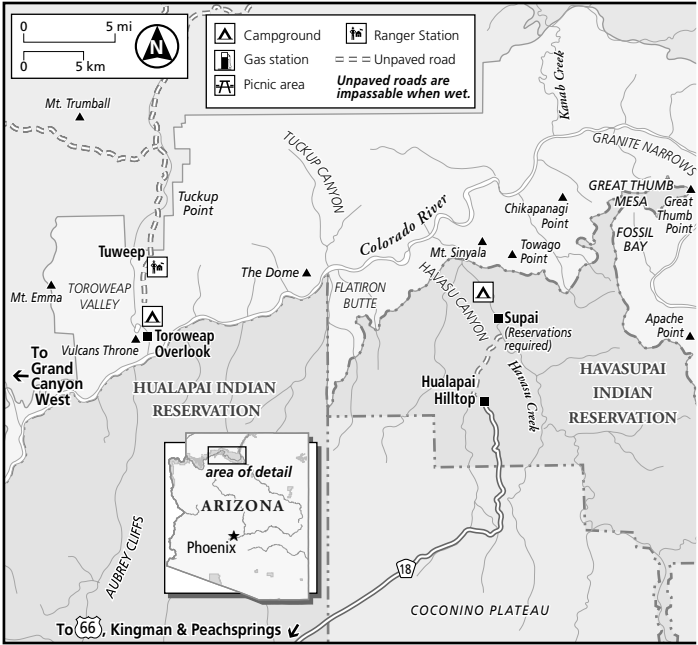 0 5 mi
0 5 km
N
Campground
Gas station
Picnic area
Ranger Station
Unpaved road
Unpaved roads are
impassable when wet.
Mt. Trumball
Kanab Creek
TUCKUP CANYON
GRANITE NARROWS
Tuckup
Point
GREAT THUMB
MESA
Great
Thumb
Point
Chikapanagi
Point
Colorado River
FOSSIL
BAY
Tuweep
Mt. Sinyala
Towago
Point
The Dome
Mt. Emma
TOROWEAP
VALLEY
FLATIRON
BUTTE
HAVASU CANYON
Supai
(Reservations
required)
Apache
Point
Vulcans Throne
Toroweap
Overlook
To
Grand
Canyon
West
HUALAPAI INDIAN
RESERVATION
Hualapai
Hilltop
Havasu Creek
HAVASUPAI
INDIAN
RESERVATION
area of detail
ARIZONA
Phoenix
AUBREY CLIFFS
18
COCONINO PLATEAU
To 66, Kingman & Peachsprings